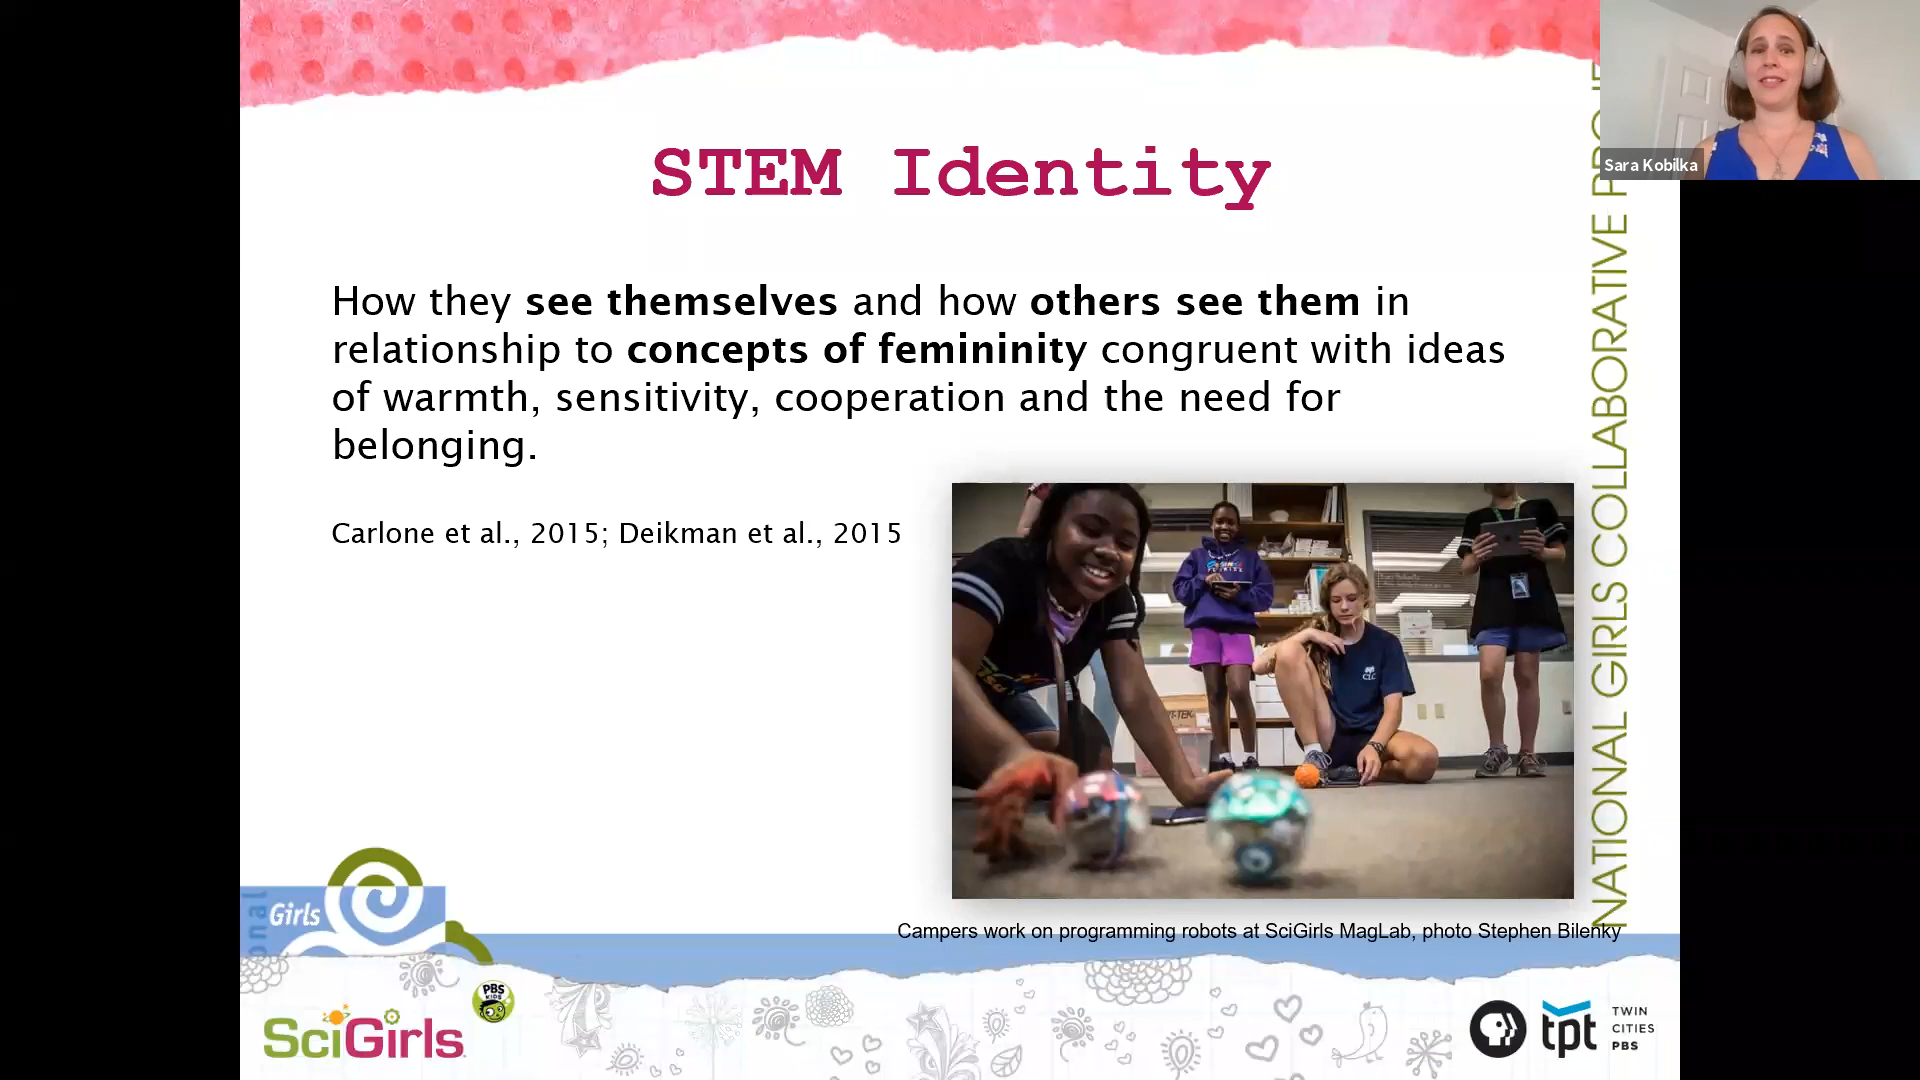 STEM Identity
Sara Kobilka
How they see themselves and how others see them in
relationship to concepts of femininity congruent with ideas
of warmth, sensitivity, cooperation and the need for
belonging.
Carlone et al., 2015; Deikman et al., 2015
NATIONAL GIRLS COLLABORATIVE
CLC
Campers work on programming robots at SciGirls MagLab, photo Stephen Bilenky
Girls
onal
PBS
KIDS
SciGirls
tpt
TWIN
CITIES
PBS